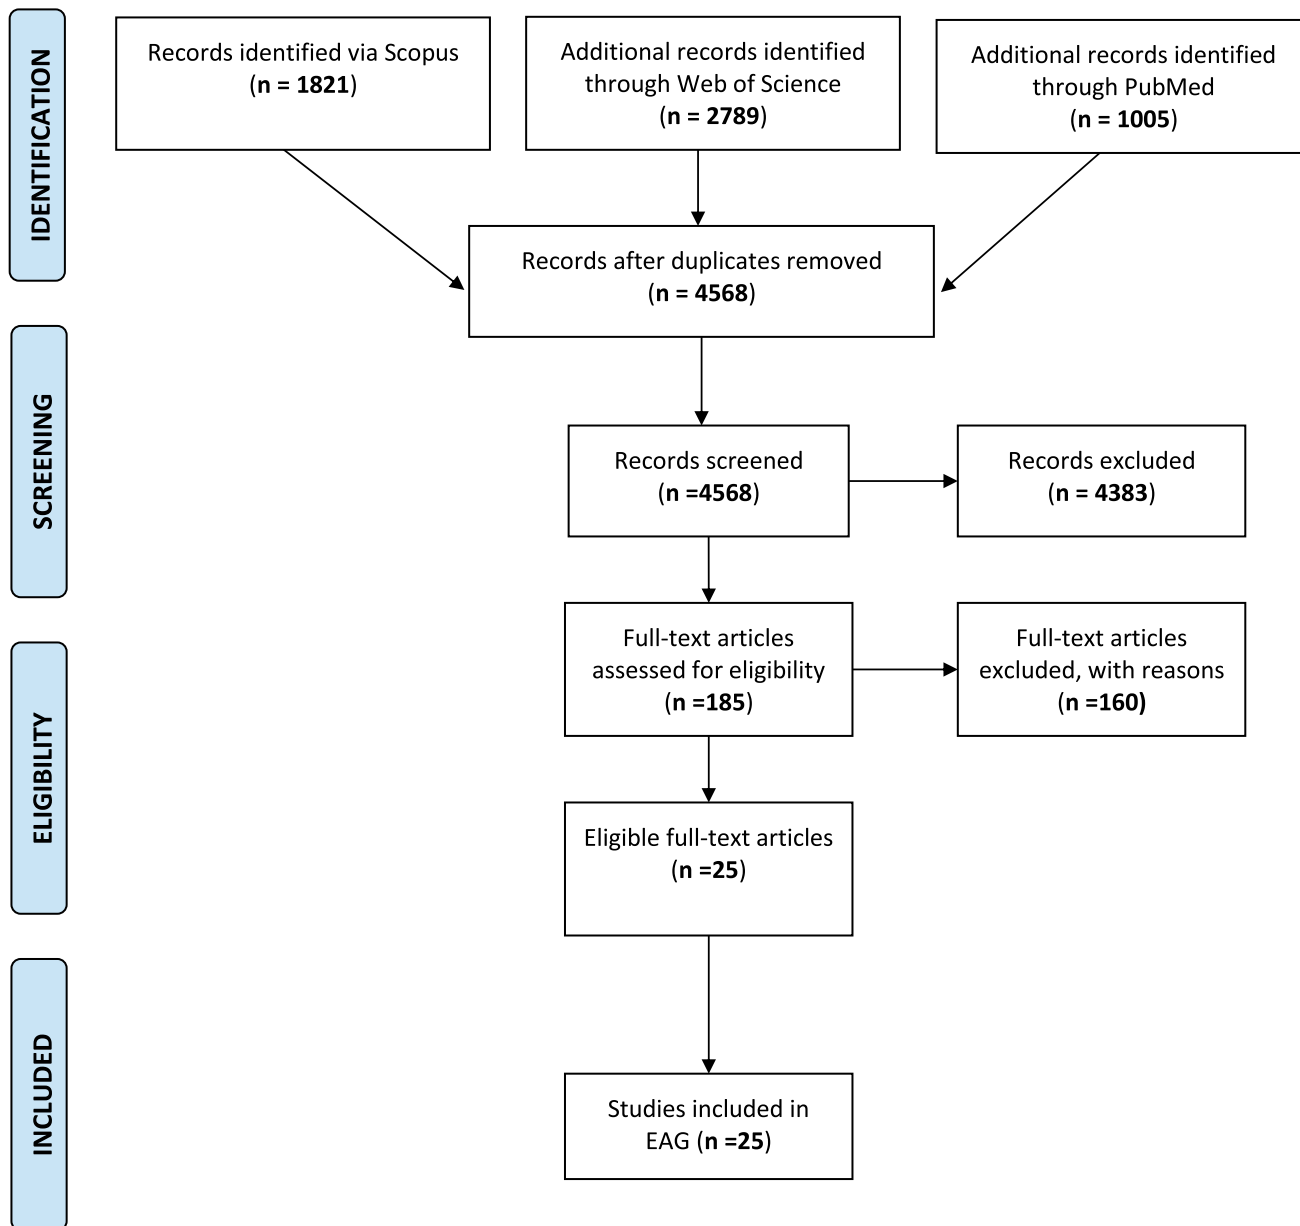 IDENTIFICATION
Records identified via Scopus
(n = 1821)
Additional records identified
through Web of Science
(n = 2789)
Additional records identified
through PubMed
(n = 1005)
Records after duplicates removed
(n = 4568)
SCREENING
Records screened
(n =4568)
Records excluded
(n = 4383)
ELIGIBILITY
Full-text articles
assessed for eligibility
(n =185)
Full-text articles
excluded, with reasons
(n =160)
Eligible full-text articles
(n =25)
INCLUDED
Studies included in
EAG (n =25)